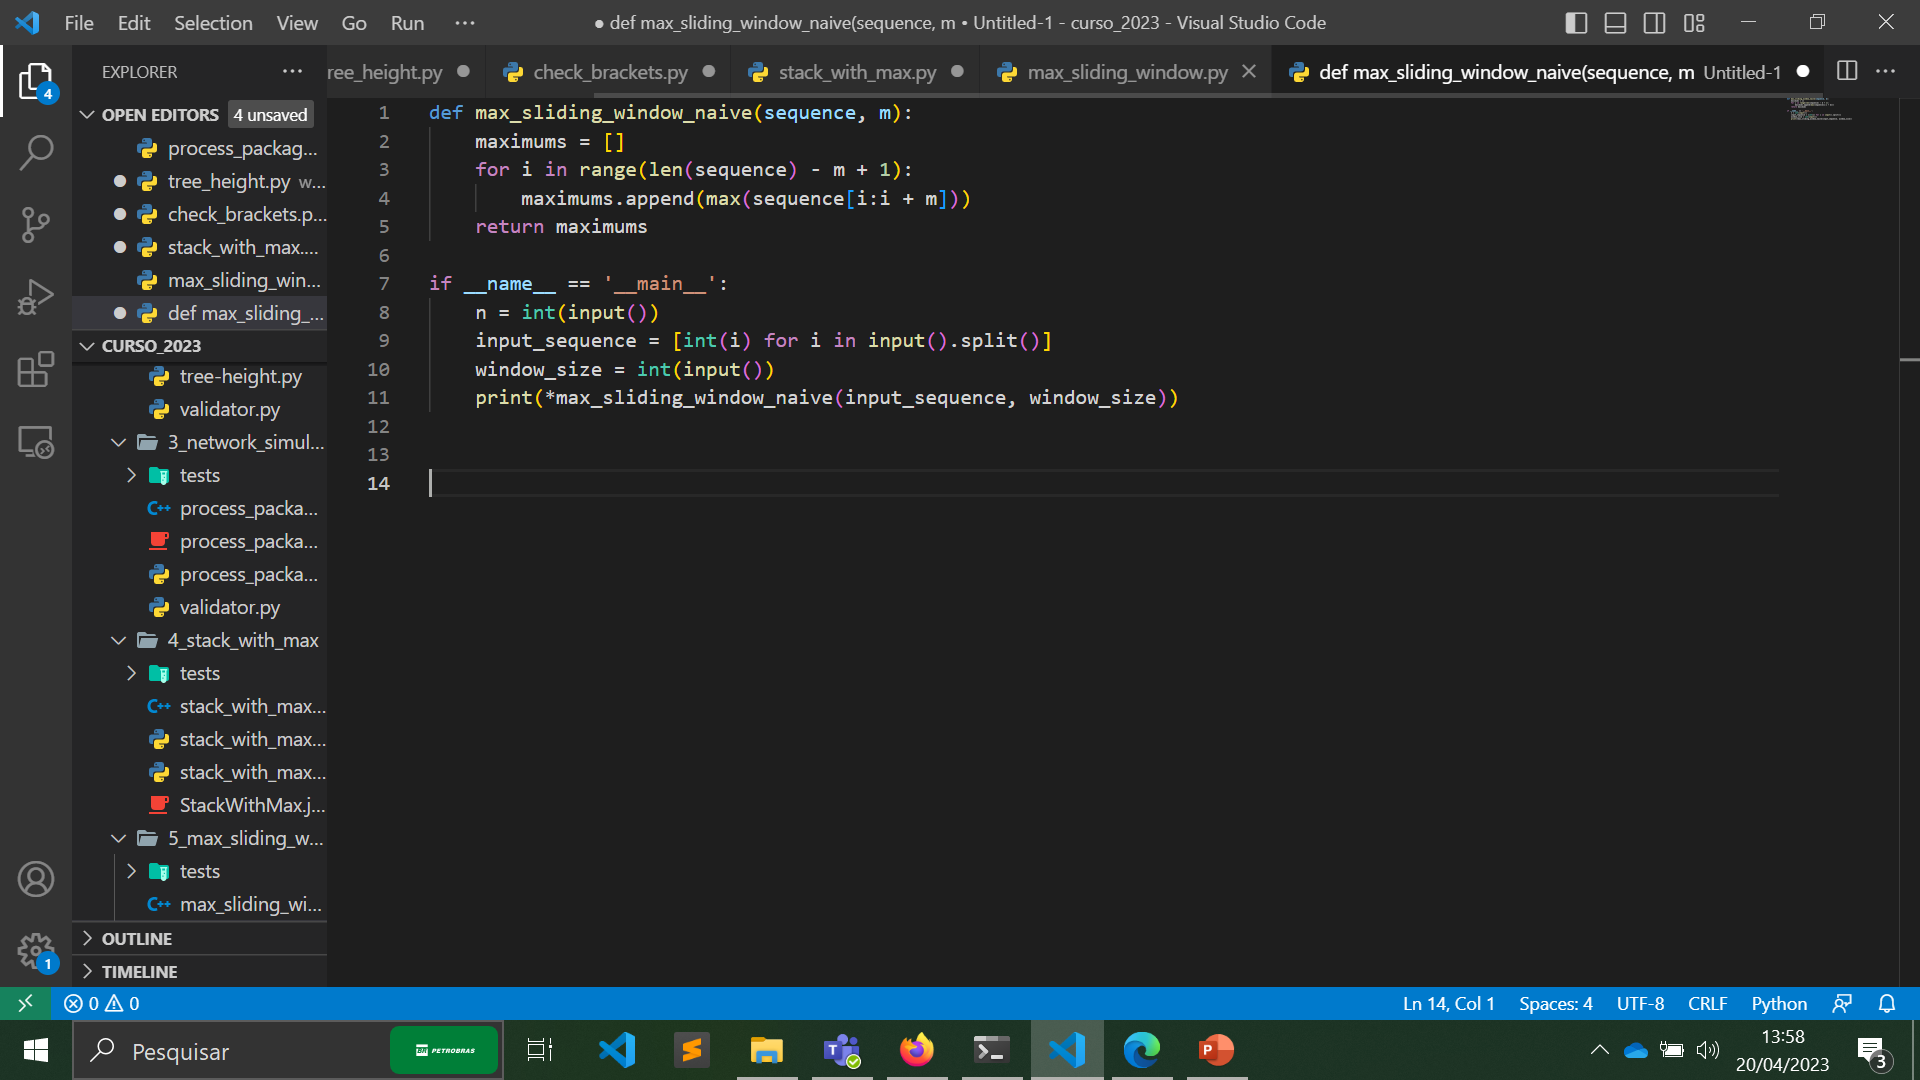 File Edit Selection View Go Run ···
● def max_sliding_window_naive(sequence, m • Untitled-1 - curso_2023 - Visual Studio Code
EXPLORER
ree_height.py
check_brackets.py
stack_with_max.py
max_sliding_window.py
def max_sliding_window_naive(sequence, m Untitled-1
4
OPEN EDITORS 4 unsaved
process_packag...
tree_height.py w...
check_brackets.p...
stack_with_max....
max_sliding_win...
def max_sliding_...
CURSO_2023
tree-height.py
validator.py
3_network_simul...
tests
process_packa...
process_packa...
process_packa...
validator.py
4_stack_with_max
tests
stack_with_max...
stack_with_max...
stack_with_max...
StackWithMax.j...
5_max_sliding_w...
tests
max_sliding_wi...
OUTLINE
TIMELINE
1
1 def max_sliding_window_naive(sequence, m):
2 maximums = []
3 for i in range(len(sequence) - m + 1):
4 maximums.append(max(sequence[i:i + m]))
5 return maximums
6
7 if __name__ == '__main__':
8 n = int(input())
9 input_sequence = [int(i) for i in input().split()]
10 window_size = int(input())
11 print(*max_sliding_window_naive(input_sequence, window_size))
12
13
14
0 0
Ln 14, Col 1 Spaces: 4 UTF-8 CRLF Python
Pesquisar
BR PETROBRAS
13:58
20/04/2023
3